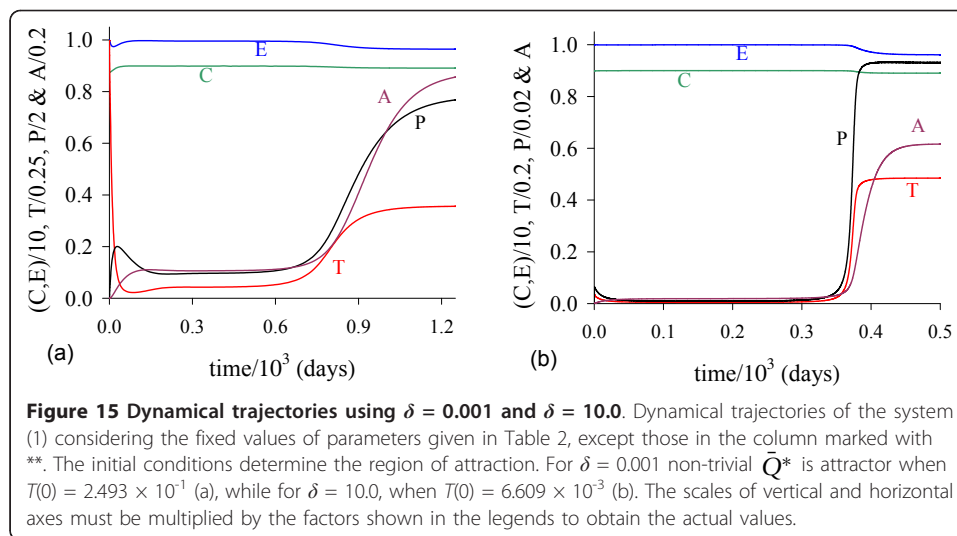 (C,E)/10, T/0.25, P/2 & A/0.2
1.0
0.8
0.6
0.4
0.2
0.0
E
C
A
P
T
0.0 0.3 0.6 0.9 1.2
(a)
time/10³ (days)
(C,E)/10, T/0.2, P/0.02 & A
1.0
0.8
0.6
0.4
0.2
0.0
E
C
P
A
T
0.0 0.1 0.2 0.3 0.4 0.5
(b)
time/10³ (days)
Figure 15 Dynamical trajectories using δ = 0.001 and δ = 10.0. Dynamical trajectories of the system
(1) considering the fixed values of parameters given in Table 2, except those in the column marked with
**. The initial conditions determine the region of attraction. For δ = 0.001 non-trivial Q̄* is attractor when
T(0) = 2.493 × 10⁻¹ (a), while for δ = 10.0, when T(0) = 6.609 × 10⁻³ (b). The scales of vertical and horizontal
axes must be multiplied by the factors shown in the legends to obtain the actual values.